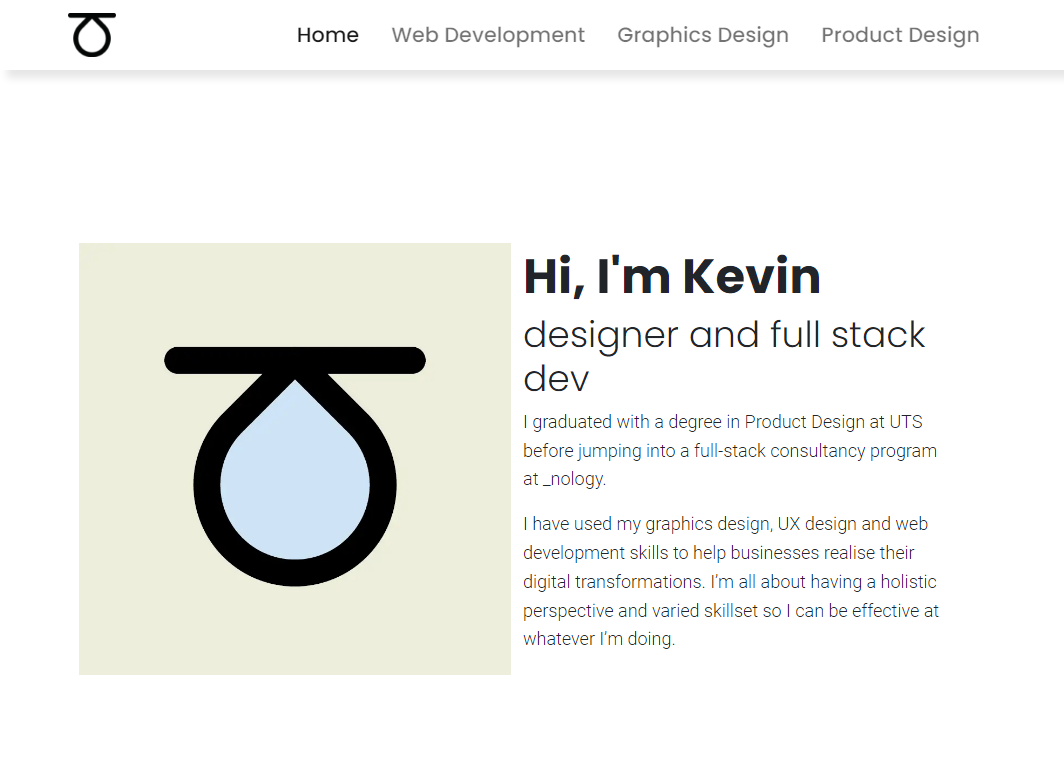 Home Web Development Graphics Design Product Design
Hi, I'm Kevin
designer and full stack
dev
I graduated with a degree in Product Design at UTS
before jumping into a full-stack consultancy program
at _nology.
I have used my graphics design, UX design and web
development skills to help businesses realise their
digital transformations. I’m all about having a holistic
perspective and varied skillset so I can be effective at
whatever I’m doing.